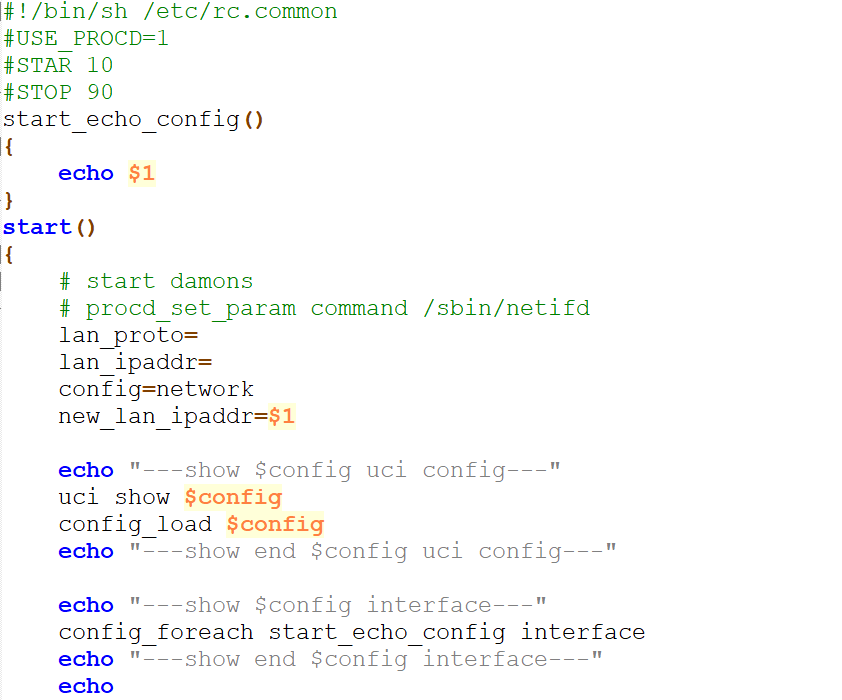 #!/bin/sh /etc/rc.common
#USE_PROCD=1
#STAR 10
#STOP 90
start_echo_config()
{
    echo $1
}
start()
{
    # start damons
    # procd_set_param command /sbin/netifd
    lan_proto=
    lan_ipaddr=
    config=network
    new_lan_ipaddr=$1
    echo "---show $config uci config---"
    uci show $config
    config_load $config
    echo "---show end $config uci config---"
    echo "---show $config interface---"
    config_foreach start_echo_config interface
    echo "---show end $config interface---"
    echo